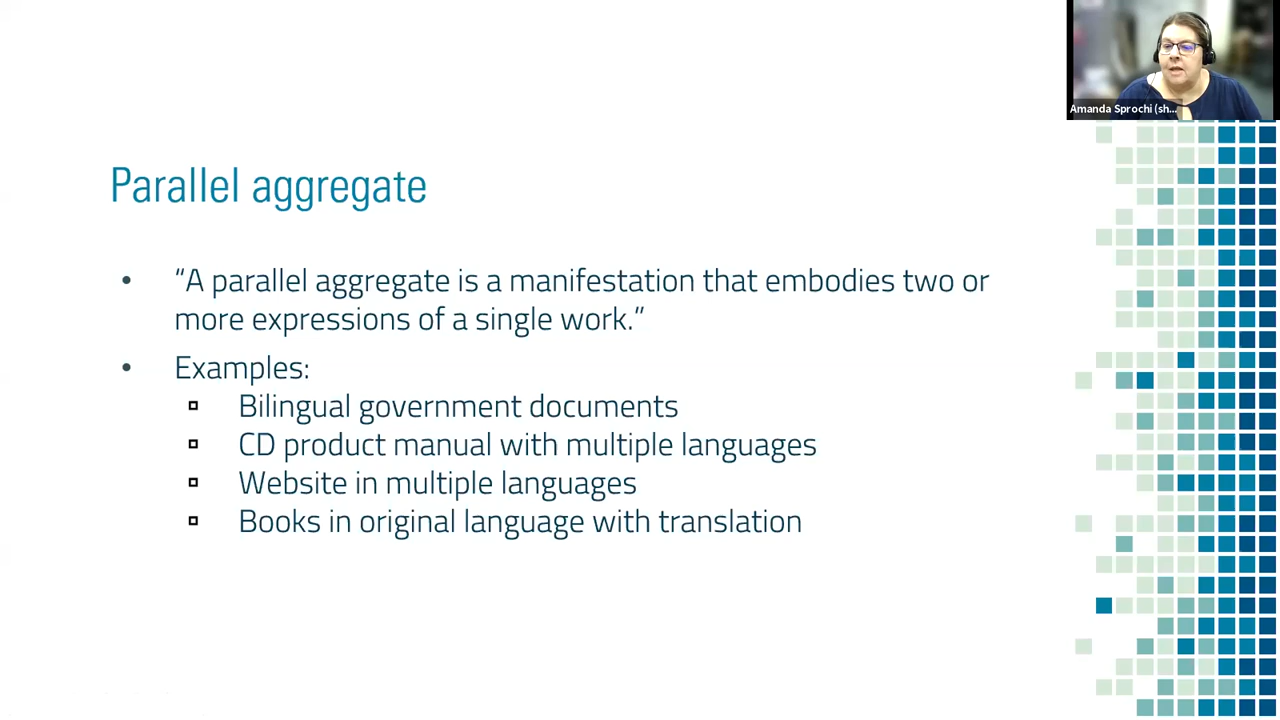 Amanda Sprochi (sh...
Parallel aggregate
• “A parallel aggregate is a manifestation that embodies two or
more expressions of a single work.”
• Examples:
▫ Bilingual government documents
▫ CD product manual with multiple languages
▫ Website in multiple languages
▫ Books in original language with translation